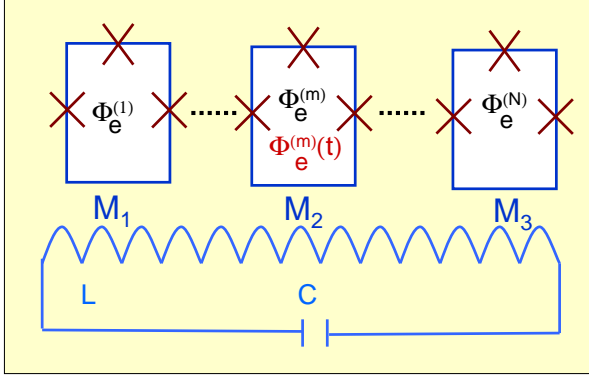 Φe(1) ...... Φe(m) ...... Φe(N)
Φe(m)(t)
M1 M2 M3
L C